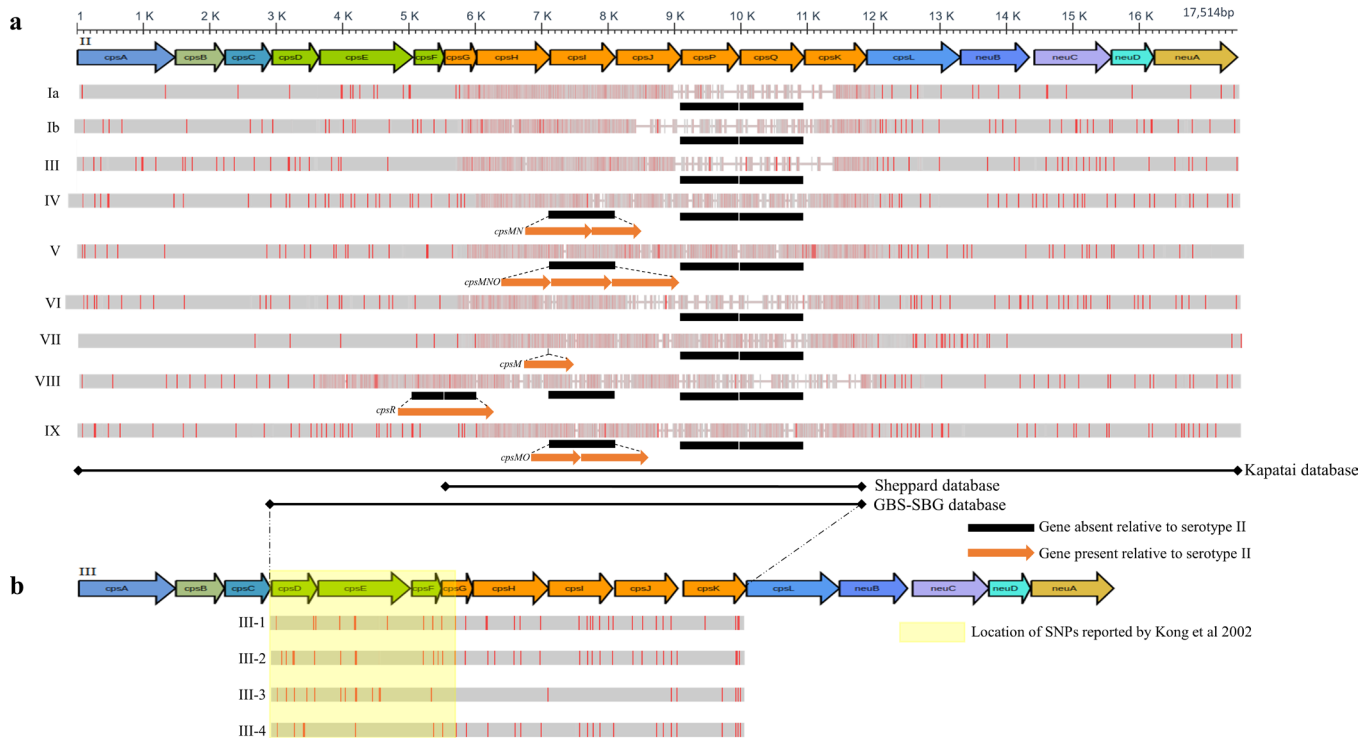 a
1 1 K 2 K 3 K 4 K 5 K 6 K 7 K 8 K 9 K 10 K 11 K 12 K 13 K 14 K 15 K 16 K 17,514bp
II
cpsA cpsB cpsC cpsD cpsE cpsF cpsG cpsH cpsI cpsJ cpsP cpsQ cpsK cpsL neuB neuC neuD neuA
Ia
Ib
III
IV
cpsMN
V
cpsMNO
VI
VII
cpsM
VIII
cpsR
IX
cpsMO
Kapatai database
Sheppard database
GBS-SBG database
Gene absent relative to serotype II
Gene present relative to serotype II
b
III
cpsA cpsB cpsC cpsD cpsE cpsF cpsG cpsH cpsI cpsJ cpsK cpsL neuB neuC neuD neuA
III-1
Location of SNPs reported by Kong et al 2002
III-2
III-3
III-4